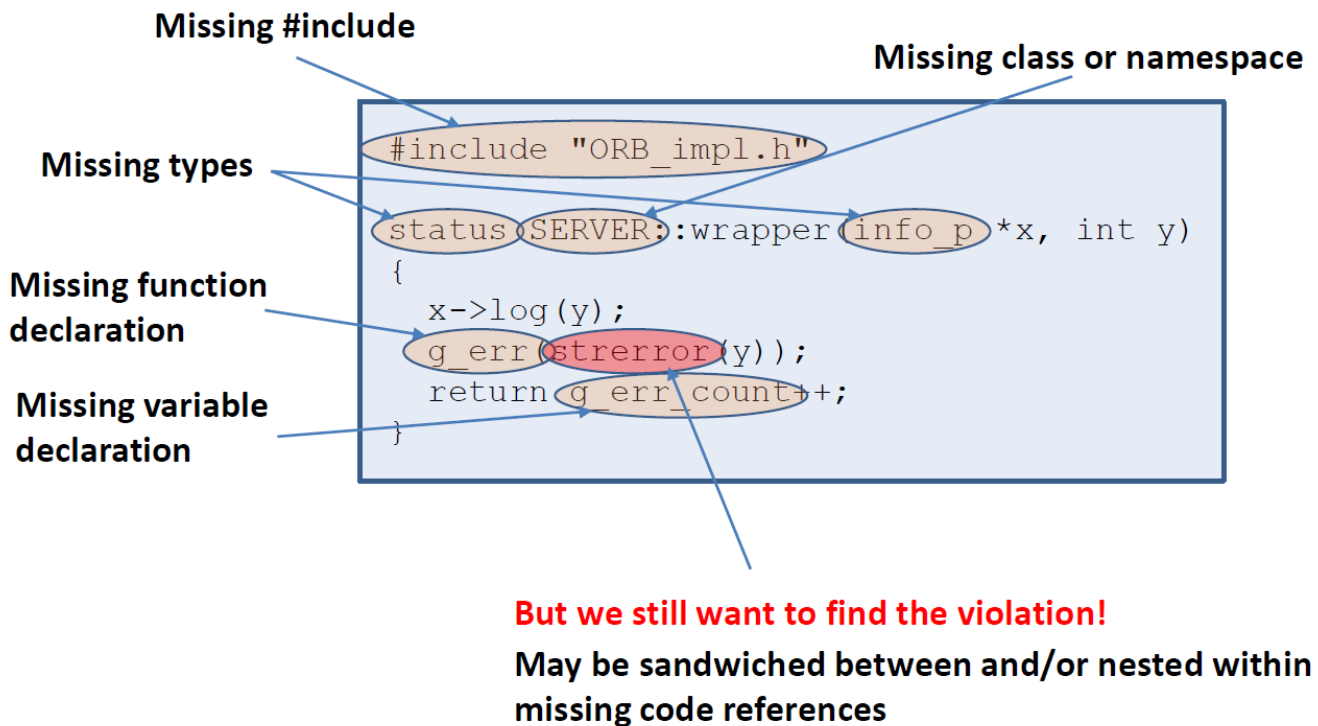 Missing #include
Missing class or namespace
#include "ORB_impl.h"
Missing types
status SERVER::wrapper(info_p *x, int y)
{
Missing function
declaration
x->log(y);
g_err(strerror(y));
return g_err_count++;
Missing variable
declaration
}
But we still want to find the violation!
May be sandwiched between and/or nested within
missing code references